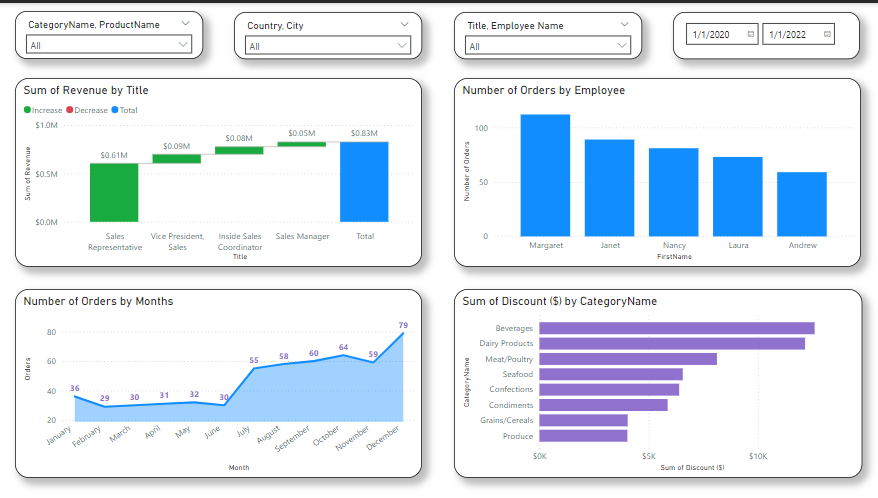 CategoryName, ProductName
All
Country, City
All
Title, Employee Name
All
1/1/2020
1/1/2022
Sum of Revenue by Title
Increase Decrease Total
Sum of Revenue
$1.0M
$0.5M
$0.0M
$0.61M
$0.09M
$0.08M
$0.05M
$0.83M
Sales
Representative
Vice President,
Sales
Inside Sales
Coordinator
Sales Manager
Total
Title
Number of Orders by Employee
Number of Orders
100
50
0
Margaret
Janet
Nancy
Laura
Andrew
FirstName
Number of Orders by Months
Orders
80
60
40
20
36
29
30
31
32
30
55
58
60
64
59
79
January
February
March
April
May
June
July
August
September
October
November
December
Month
Sum of Discount ($) by CategoryName
CategoryName
Beverages
Dairy Products
Meat/Poultry
Seafood
Confections
Condiments
Grains/Cereals
Produce
$0K
$5K
$10K
Sum of Discount ($)